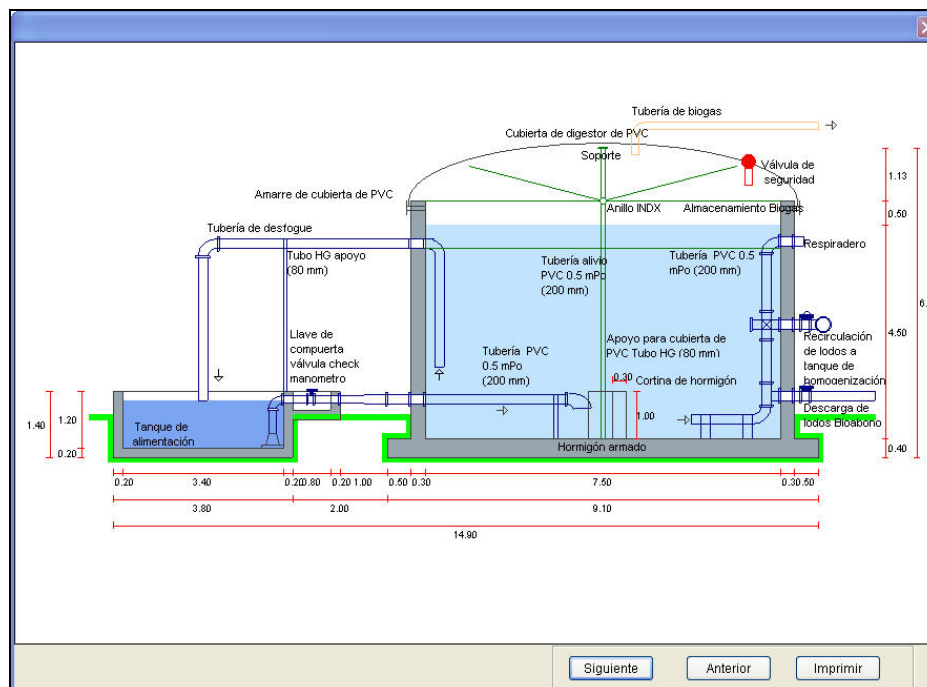 Tubería de biogas
Cubierta de digestor de PVC
Soporte
Válvula de
seguridad
1.13
Amarre de cubierta de PVC
Anillo INDX
Almacenamiento Biogas
0.50
Tubería de desfogue
Respiradero
Tubo HG apoyo
(80 mm)
Tubería alivio
PVC 0.5 mPo
(200 mm)
Tubería PVC 0.5
mPo (200 mm)
6.
4.50
Llave de
compuerta
válvula check
manometro
Tubería PVC
0.5 mPo
(200 mm)
Apoyo para cubierta de
PVC Tubo HG (80 mm)
Recirculación
de lodos a
tanque de
homogenización
0.30
Cortina de hormigón
1.40
1.20
1.00
Descarga de
lodos Bioabono
Tanque de
alimentación
0.20
Hormigón armado
0.40
0.20
3.40
0.20
0.80
0.20
1.00
0.50
0.30
7.50
0.30
0.50
3.80
2.00
9.10
14.90
Siguiente
Anterior
Imprimir